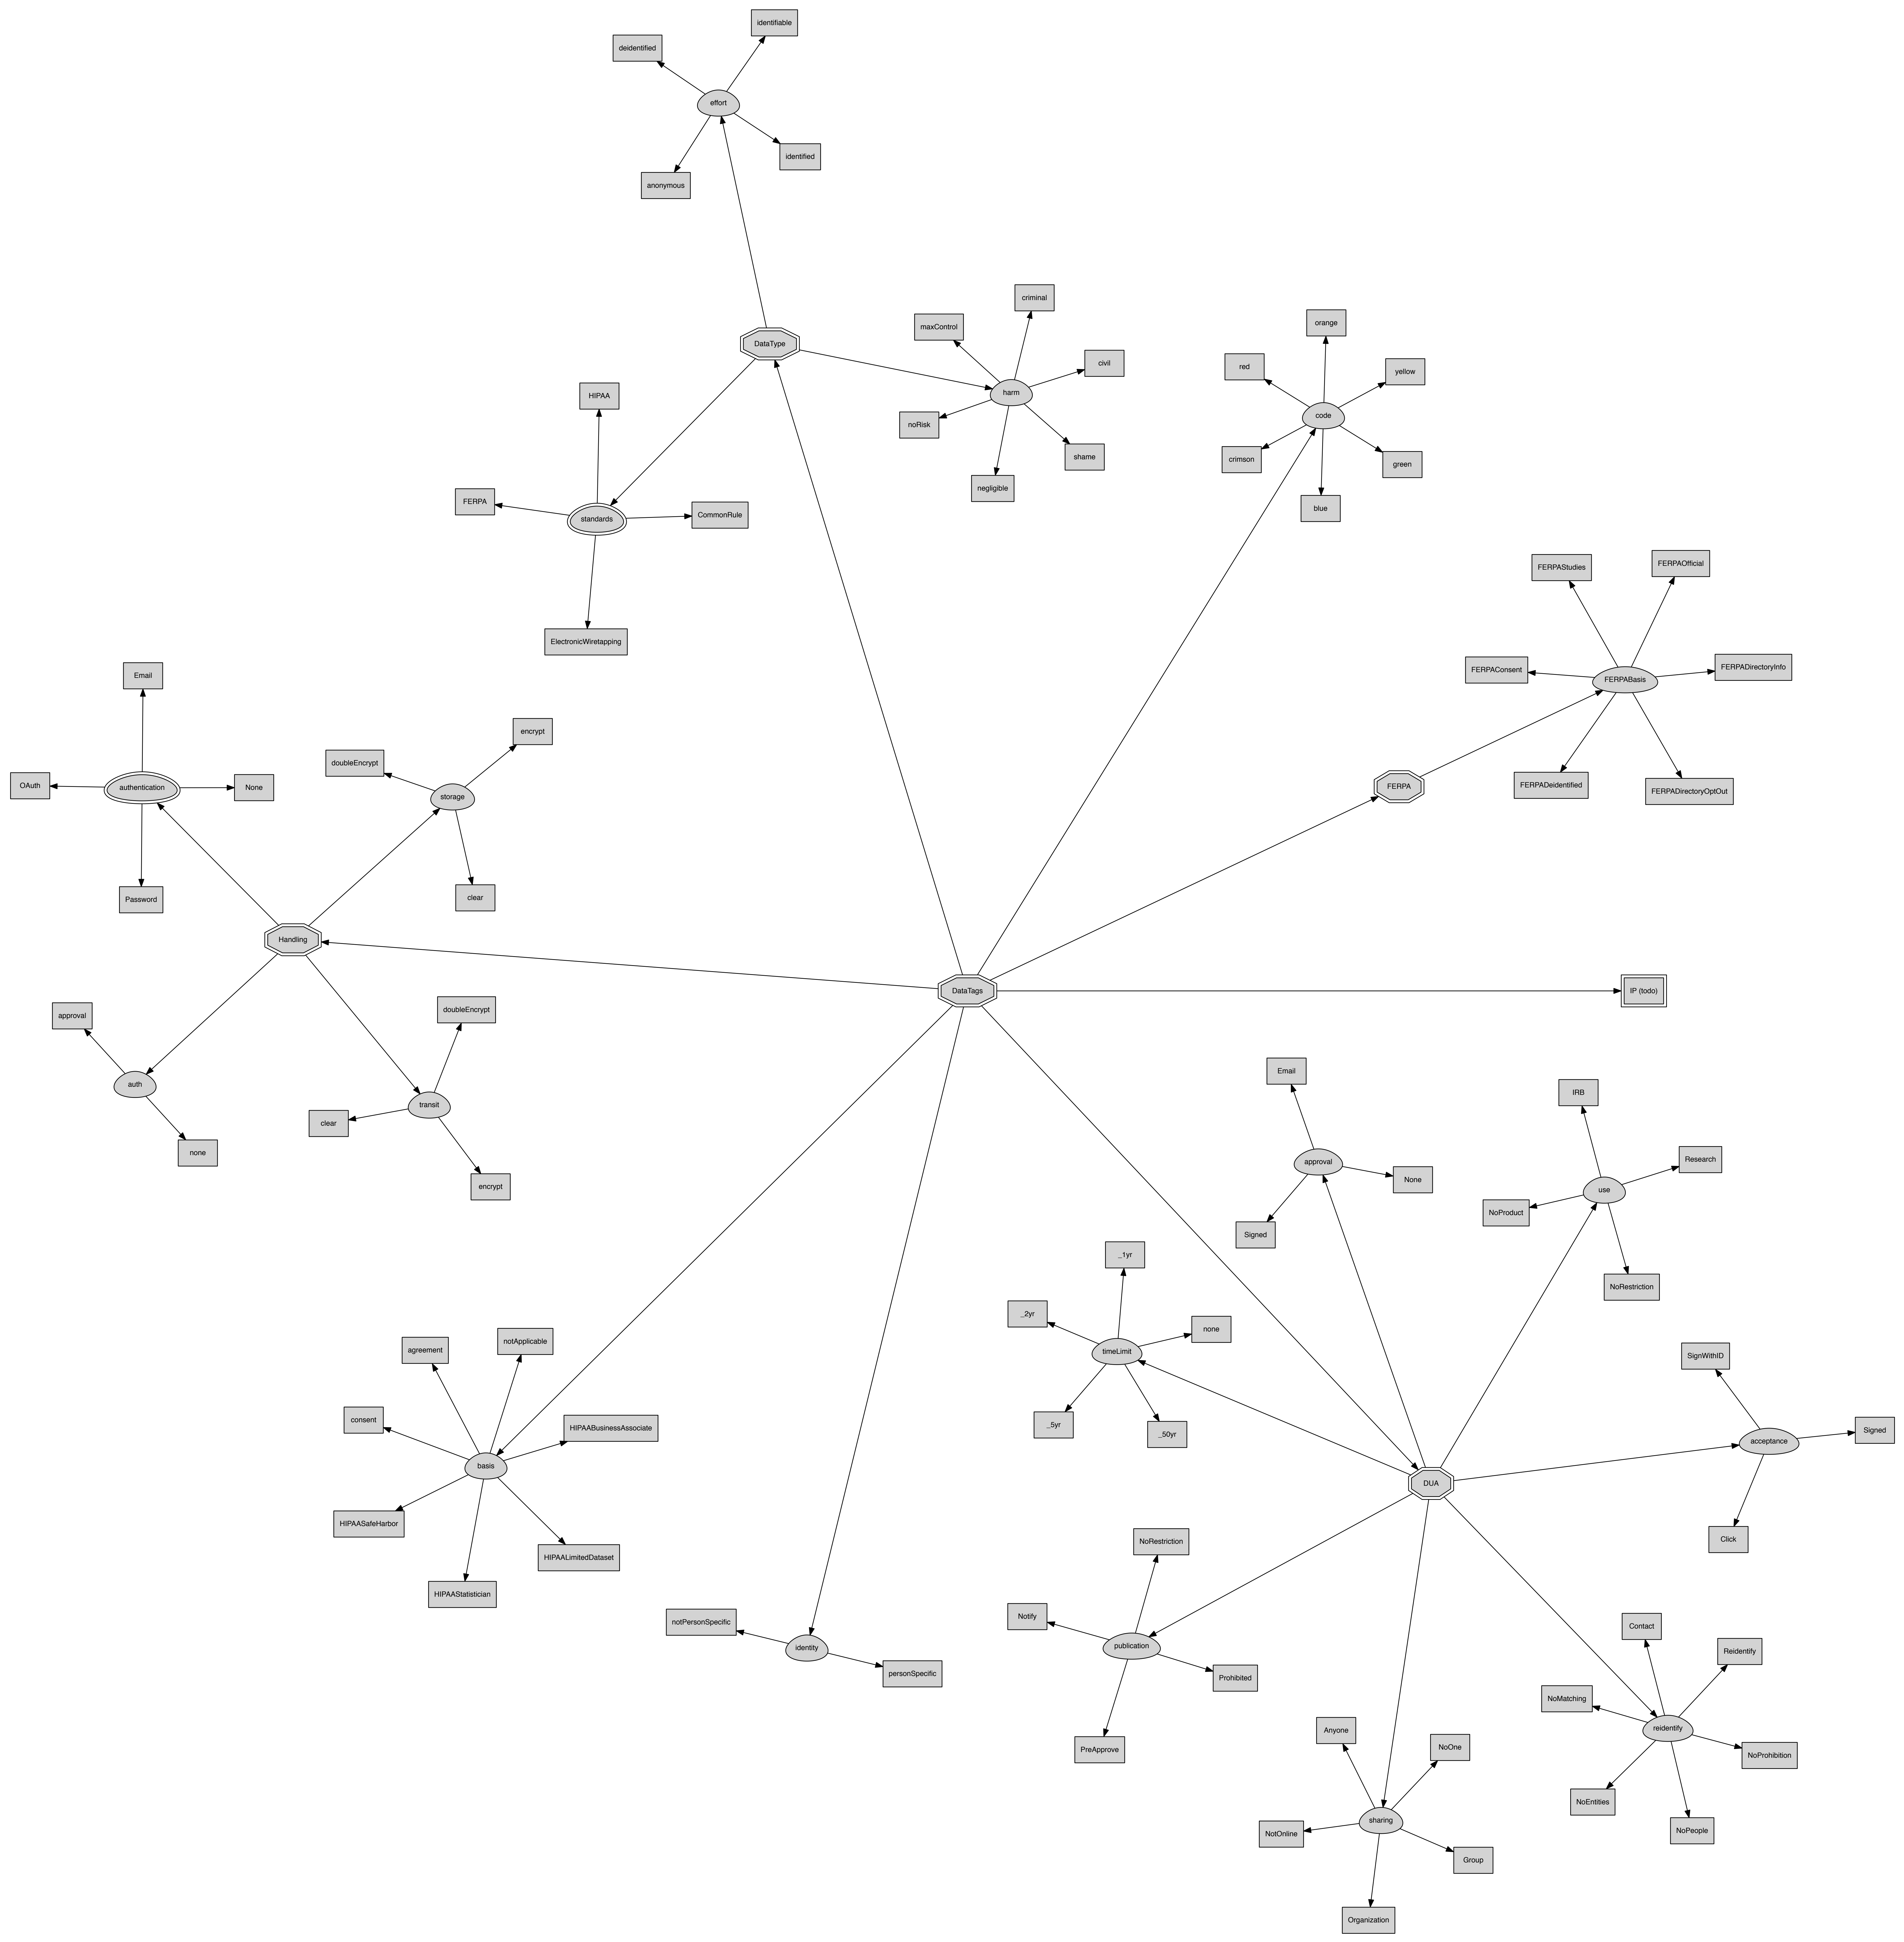 identifiable
deidentified
effort
identified
anonymous
DataType
criminal
maxControl
civil
harm
noRisk
shame
negligible
orange
red
yellow
code
crimson
green
blue
HIPAA
FERPA
standards
CommonRule
ElectronicWiretapping
FERPAStudies
FERPAOfficial
FERPAConsent
FERPADirectoryInfo
FERPABasis
FERPADeidentified
FERPADirectoryOptOut
FERPA
Email
OAuth
authentication
None
Password
encrypt
doubleEncrypt
storage
clear
Handling
DataTags
IP (todo)
approval
auth
none
doubleEncrypt
transit
clear
encrypt
Email
approval
None
Signed
IRB
Research
use
NoProduct
NoRestriction
_1yr
_2yr
none
timeLimit
_5yr
_50yr
SignWithID
Signed
acceptance
Click
notApplicable
agreement
consent
HIPAABusinessAssociate
basis
HIPAASafeHarbor
HIPAALimitedDataset
HIPAAStatistician
DUA
notPersonSpecific
identity
personSpecific
NoRestriction
Notify
publication
Prohibited
PreApprove
Contact
Reidentify
NoMatching
reidentify
NoProhibition
NoEntities
NoPeople
Anyone
NoOne
sharing
NotOnline
Group
Organization